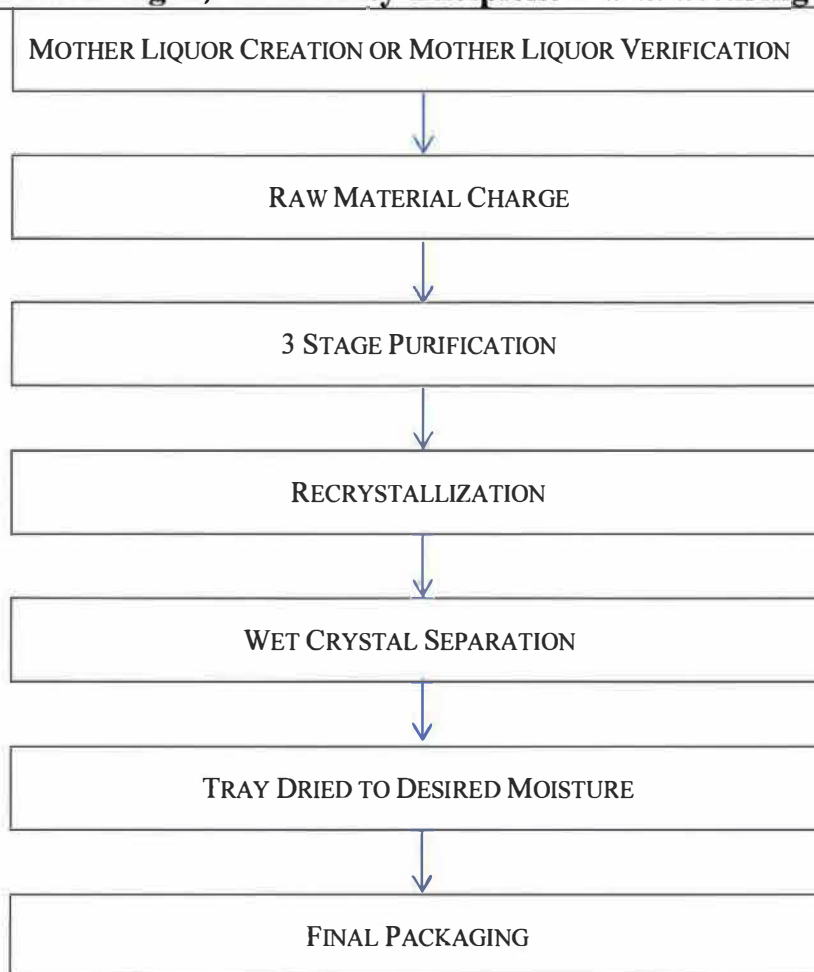 MOTHER LIQUOR CREATION OR MOTHER LIQUOR VERIFICATION
RAW MATERIAL CHARGE
3 STAGE PURIFICATION
RECRYSTALLIZATION
WET CRYSTAL SEPARATION
TRAY DRIED TO DESIRED MOISTURE
FINAL PACKAGING